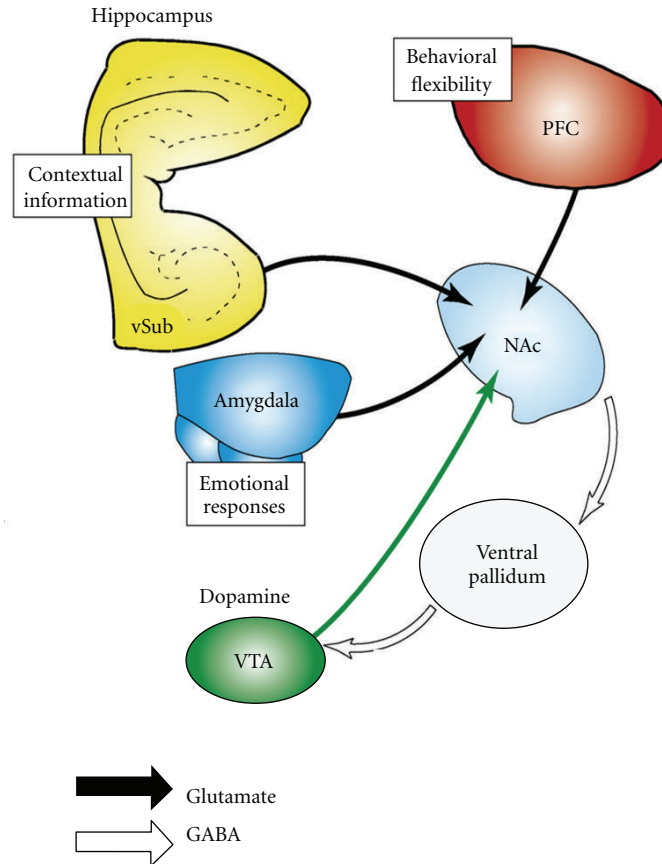 Hippocampus
Behavioral
flexibility
PFC
Contextual
information
vSub
NAc
Amygdala
Emotional
responses
Ventral
pallidum
Dopamine
VTA
Glutamate
GABA